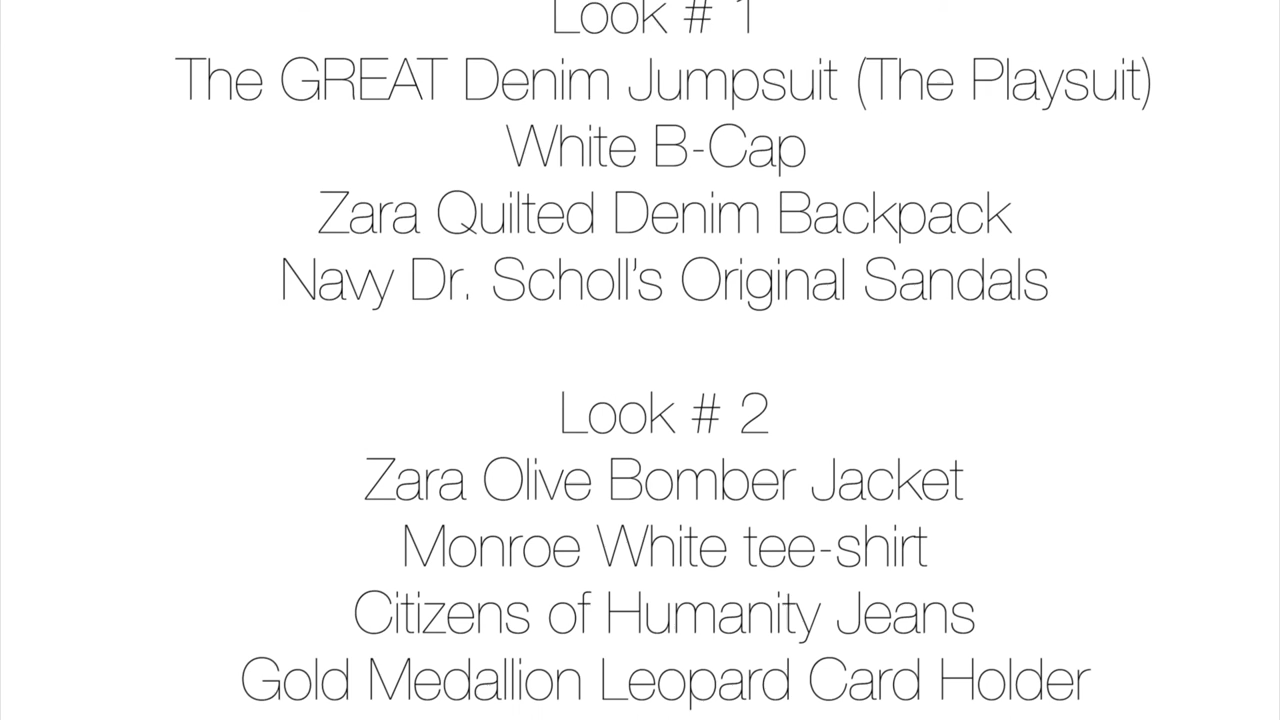 Look # 1
The GREAT Denim Jumpsuit (The Playsuit)
White B-Cap
Zara Quilted Denim Backpack
Navy Dr. Scholl's Original Sandals
Look # 2
Zara Olive Bomber Jacket
Monroe White tee-shirt
Citizens of Humanity Jeans
Gold Medallion Leopard Card Holder